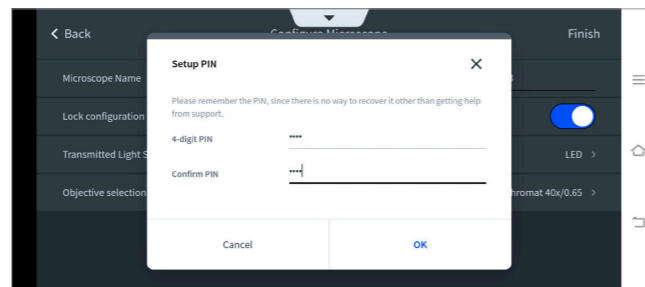 Back
Finish
Setup PIN
Microscope Name
Please remember the PIN, since there is no way to recover it other than getting help
from support.
Lock configuration
4-digit PIN
••••
Transmitted Light
LED
Confirm PIN
••••
Objective selection
40x/0.65
Cancel
OK